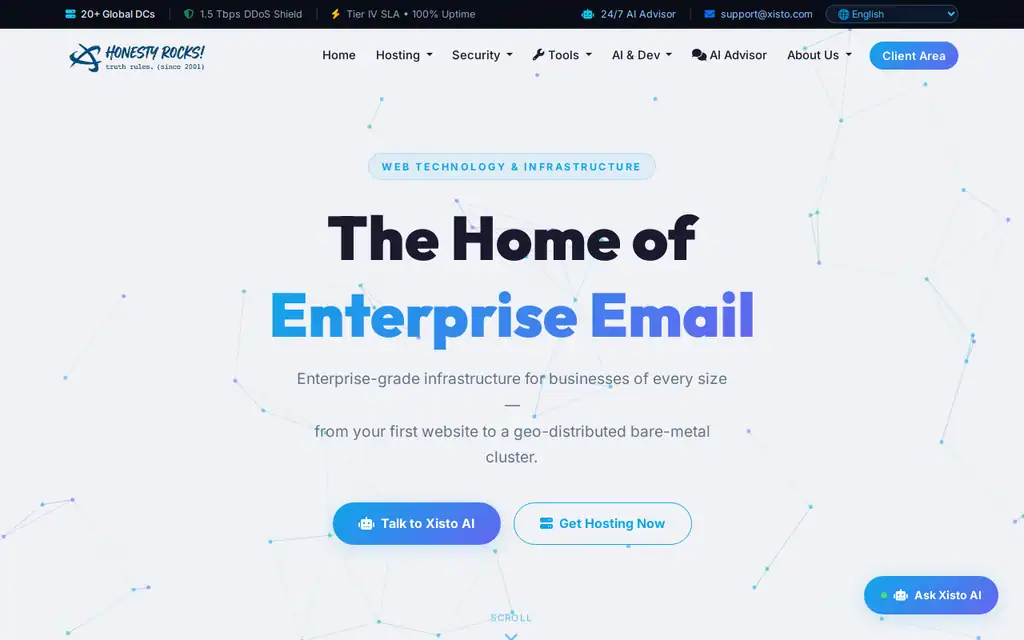 20+ Global DCs
1.5 Tbps DDoS Shield
Tier IV SLA • 100% Uptime
24/7 AI Advisor
support@xisto.com
English
HONESTY ROCKS!
truth rules. (since 2001)
Home
Hosting
Security
Tools
AI & Dev
AI Advisor
About Us
Client Area
WEB TECHNOLOGY & INFRASTRUCTURE
The Home of
Enterprise Email
Enterprise-grade infrastructure for businesses of every size
—
from your first website to a geo-distributed bare-metal
cluster.
Talk to Xisto AI
Get Hosting Now
Ask Xisto AI
SCROLL